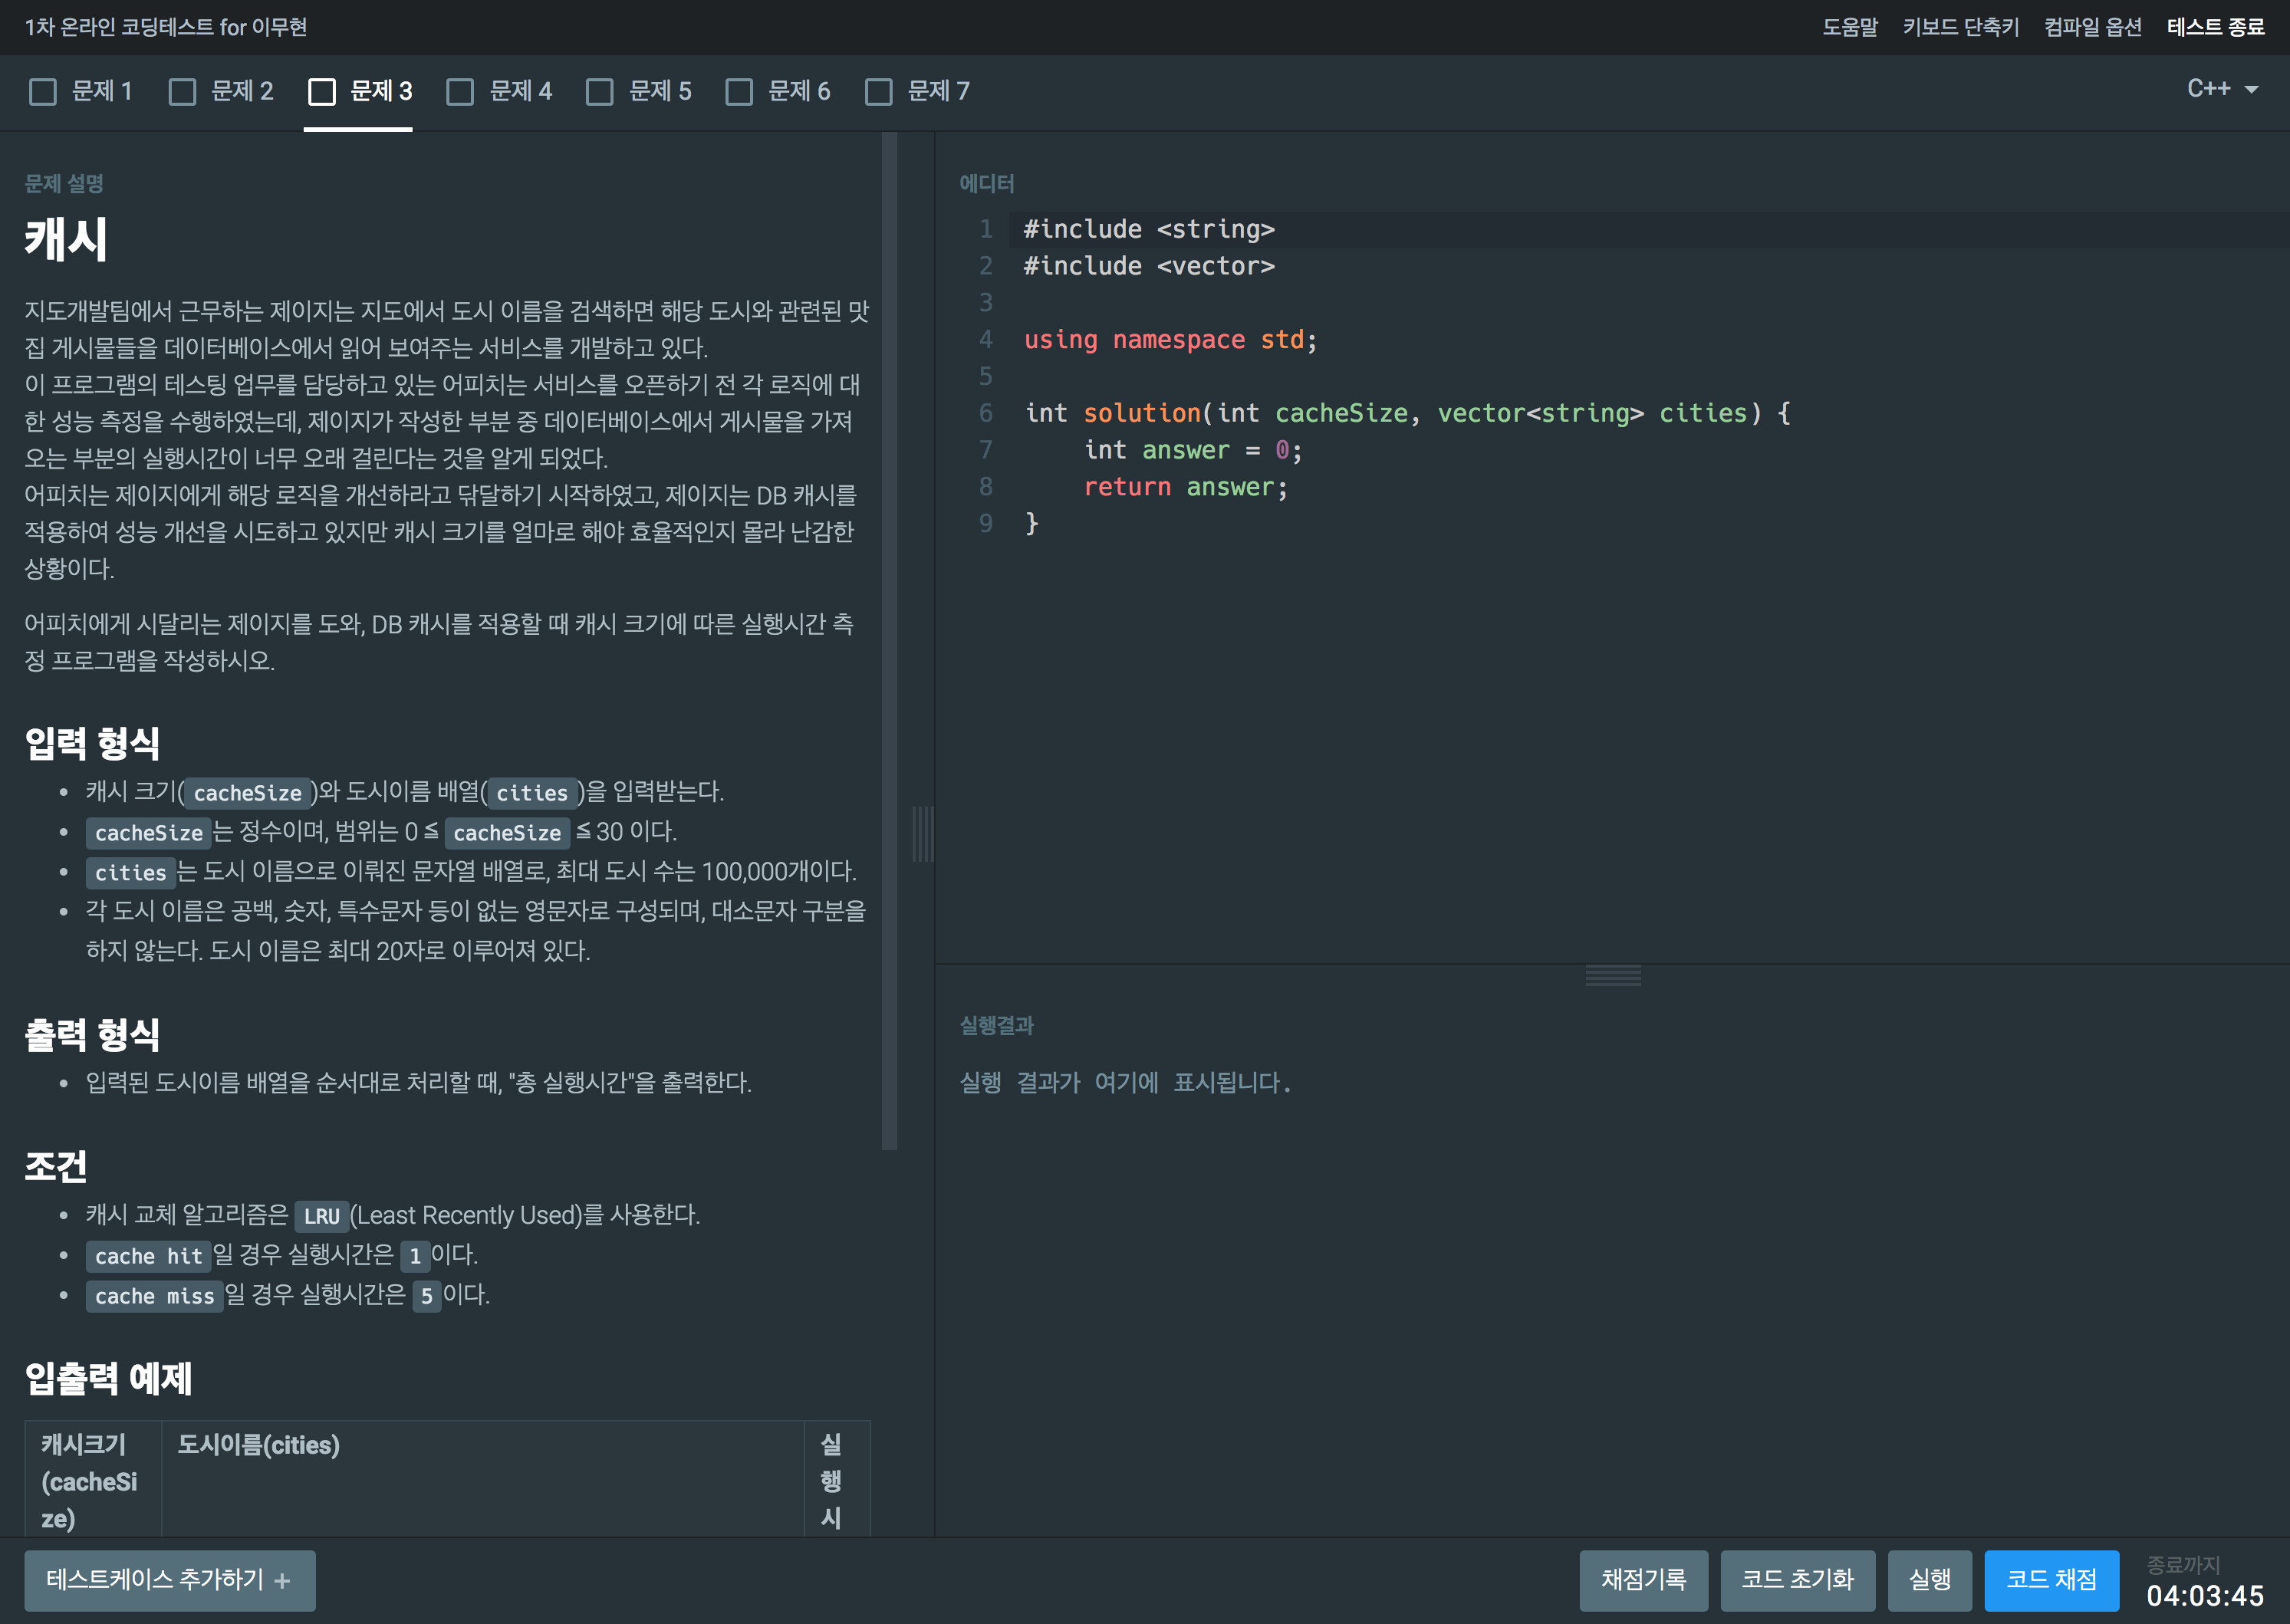 1차 온라인 코딩테스트 for 이무현
도움말 키보드 단축키 컴파일 옵션 테스트 종료
문제 1 문제 2 문제 3 문제 4 문제 5 문제 6 문제 7
C++
문제 설명
캐시
지도개발팀에서 근무하는 제이지는 지도에서 도시 이름을 검색하면 해당 도시와 관련된 맛
집 게시물들을 데이터베이스에서 읽어 보여주는 서비스를 개발하고 있다.
이 프로그램의 테스팅 업무를 담당하고 있는 어피치는 서비스를 오픈하기 전 각 로직에 대
한 성능 측정을 수행하였는데, 제이지가 작성한 부분 중 데이터베이스에서 게시물을 가져
오는 부분의 실행시간이 너무 오래 걸린다는 것을 알게 되었다.
어피치는 제이지에게 해당 로직을 개선하라고 닦달하기 시작하였고, 제이지는 DB 캐시를
적용하여 성능 개선을 시도하고 있지만 캐시 크기를 얼마로 해야 효율적인지 몰라 난감한
상황이다.
어피치에게 시달리는 제이지를 도와, DB 캐시를 적용할 때 캐시 크기에 따른 실행시간 측
정 프로그램을 작성하시오.
입력 형식
• 캐시 크기(cacheSize)와 도시이름 배열(cities)을 입력받는다.
• cacheSize는 정수이며, 범위는 0 ≦ cacheSize ≦ 30 이다.
• cities는 도시 이름으로 이뤄진 문자열 배열로, 최대 도시 수는 100,000개이다.
• 각 도시 이름은 공백, 숫자, 특수문자 등이 없는 영문자로 구성되며, 대소문자 구분을
하지 않는다. 도시 이름은 최대 20자로 이루어져 있다.
출력 형식
• 입력된 도시이름 배열을 순서대로 처리할 때, "총 실행시간"을 출력한다.
조건
• 캐시 교체 알고리즘은 LRU(Least Recently Used)를 사용한다.
• cache hit일 경우 실행시간은 1이다.
• cache miss일 경우 실행시간은 5이다.
입출력 예제
캐시크기 도시이름(cities) 실
(cacheSi 행
ze) 시
에디터
1 #include <string>
2 #include <vector>
3
4 using namespace std;
5
6 int solution(int cacheSize, vector<string> cities) {
7     int answer = 0;
8     return answer;
9 }
실행결과
실행 결과가 여기에 표시됩니다.
테스트케이스 추가하기 +
채점기록 코드 초기화 실행 코드 채점
종료까지
04:03:45